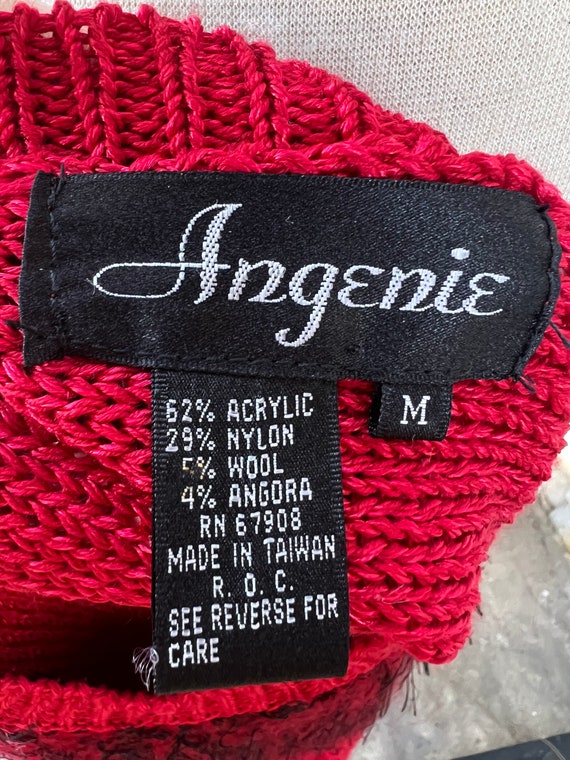 Angenie
M
62% ACRYLIC
29% NYLON
5% WOOL
4% ANGORA
RN 67908
MADE IN TAIWAN
R. O. C.
SEE REVERSE FOR
CARE